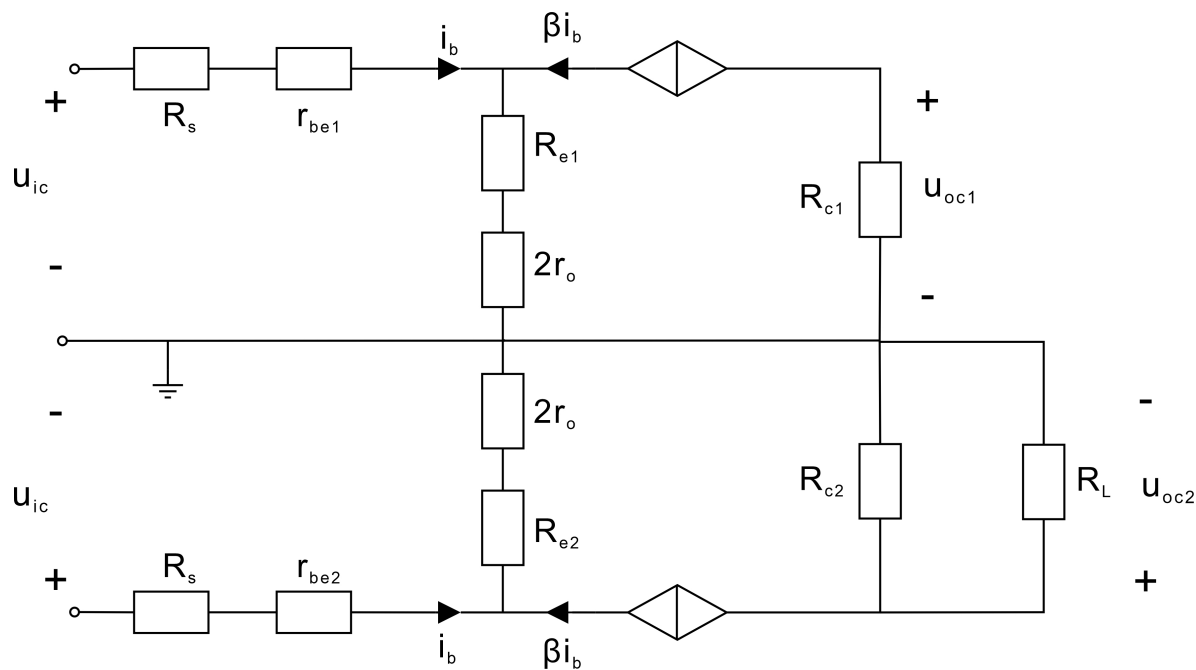 i_b βi_b
+ R_s r_be1 R_e1 +
u_ic R_c1 u_oc1
- 2r_o -
- 2r_o -
u_ic R_e2 R_c2 R_L u_oc2
+ R_s r_be2 +
i_b βi_b